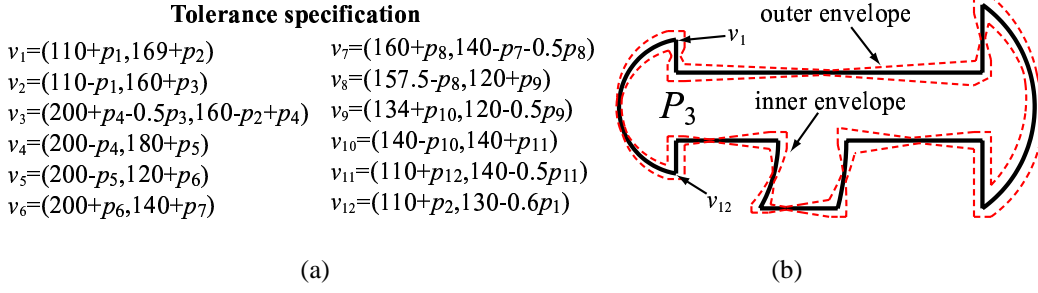 Tolerance specification
v1=(110+p1,169+p2)
v2=(110-p1,160+p3)
v3=(200+p4-0.5p3,160-p2+p4)
v4=(200-p4,180+p5)
v5=(200-p5,120+p6)
v6=(200+p6,140+p7)
v7=(160+p8,140-p7-0.5p8)
v8=(157.5-p8,120+p9)
v9=(134+p10,120-0.5p9)
v10=(140-p10,140+p11)
v11=(110+p12,140-0.5p11)
v12=(110+p2,130-0.6p1)
(a)
outer envelope
v1
P3
inner envelope
v12
(b)